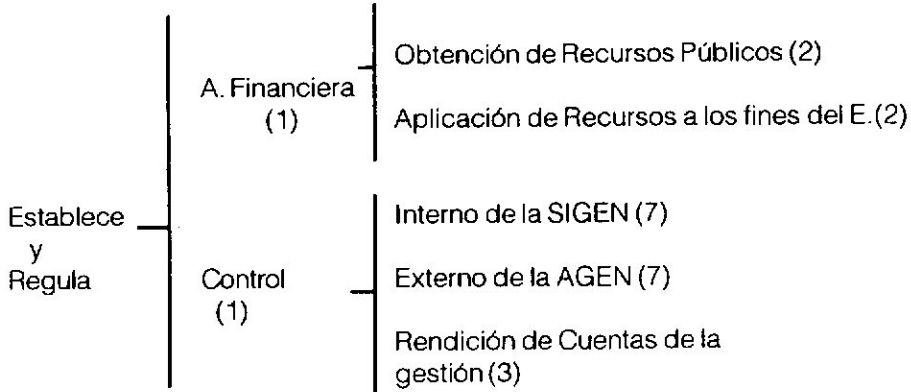 Establece
y
Regula
A. Financiera
(1)
Obtención de Recursos Públicos (2)
Aplicación de Recursos a los fines del E. (2)
Control
(1)
Interno de la SIGEN (7)
Externo de la AGEN (7)
Rendición de Cuentas de la
gestión (3)